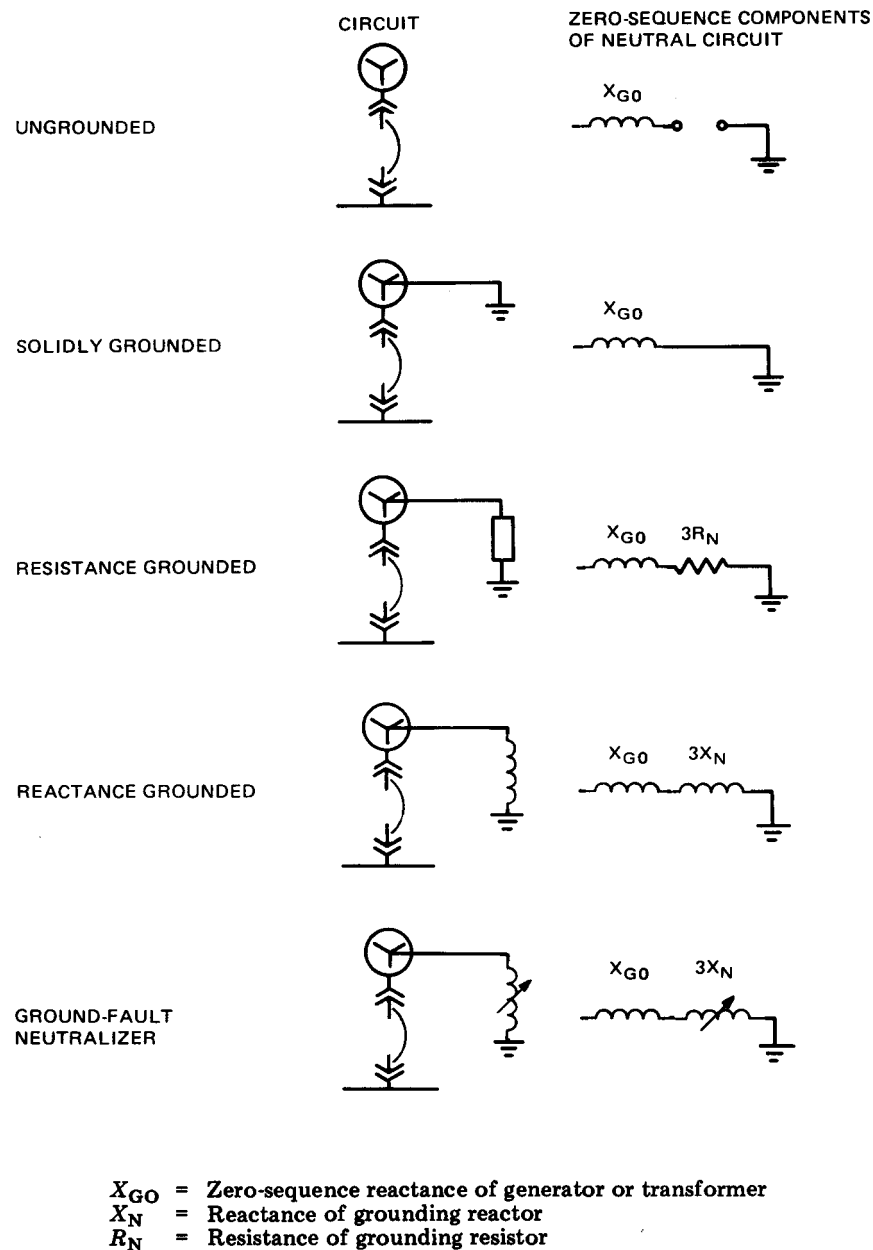 CIRCUIT
ZERO-SEQUENCE COMPONENTS
OF NEUTRAL CIRCUIT
UNGROUNDED
XG0
SOLIDLY GROUNDED
XG0
RESISTANCE GROUNDED
XG0 3RN
REACTANCE GROUNDED
XG0 3XN
GROUND-FAULT
NEUTRALIZER
XG0 3XN
XGO = Zero-sequence reactance of generator or transformer
XN = Reactance of grounding reactor
RN = Resistance of grounding resistor